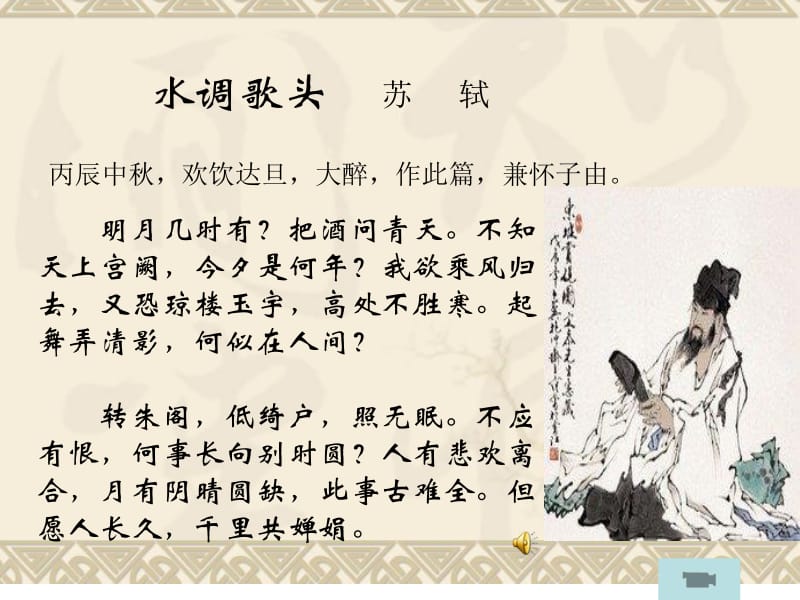 水调歌头 苏 轼
丙辰中秋，欢饮达旦，大醉，作此篇，兼怀子由。
明月几时有？把酒问青天。不知
天上宫阙，今夕是何年？我欲乘风归
去，又恐琼楼玉宇，高处不胜寒。起
舞弄清影，何似在人间？
转朱阁，低绮户，照无眠。不应
有恨，何事长向别时圆？人有悲欢离
合，月有阴晴圆缺，此事古难全。但
愿人长久，千里共婵娟。